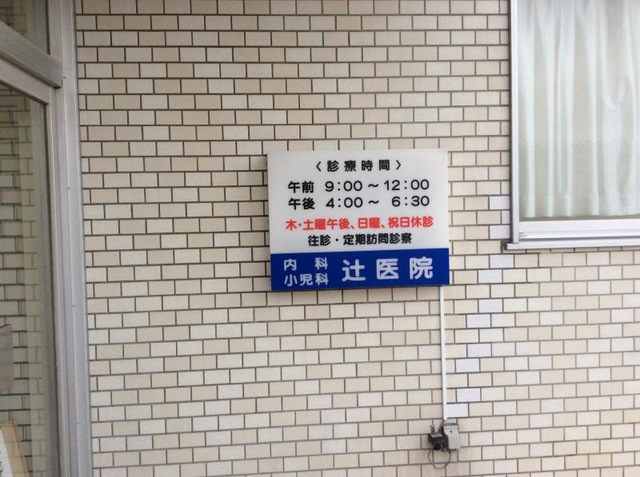 〈診療時間〉
午前 9:00～12:00
午後 4:00～ 6:30
木・土曜午後、日曜、祝日休診
往診・定期訪問診察
内科
小児科 辻医院